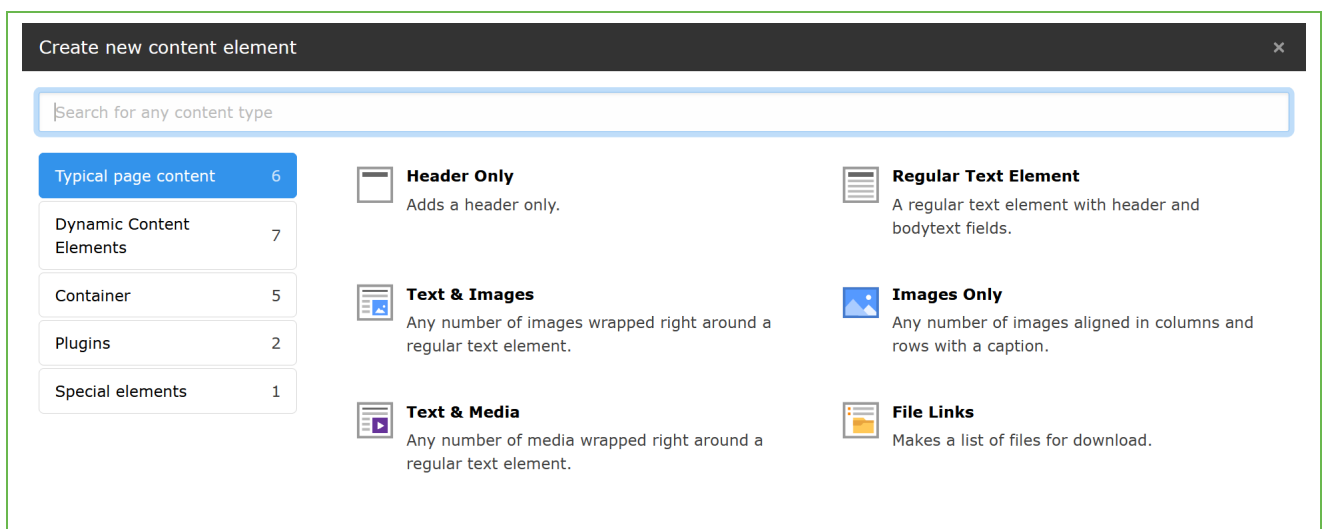 Create new content element
×
Search for any content type
Typical page content 6
Dynamic Content
Elements 7
Container 5
Plugins 2
Special elements 1
Header Only
Adds a header only.
Regular Text Element
A regular text element with header and
bodytext fields.
Text & Images
Any number of images wrapped right around a
regular text element.
Images Only
Any number of images aligned in columns and
rows with a caption.
Text & Media
Any number of media wrapped right around a
regular text element.
File Links
Makes a list of files for download.